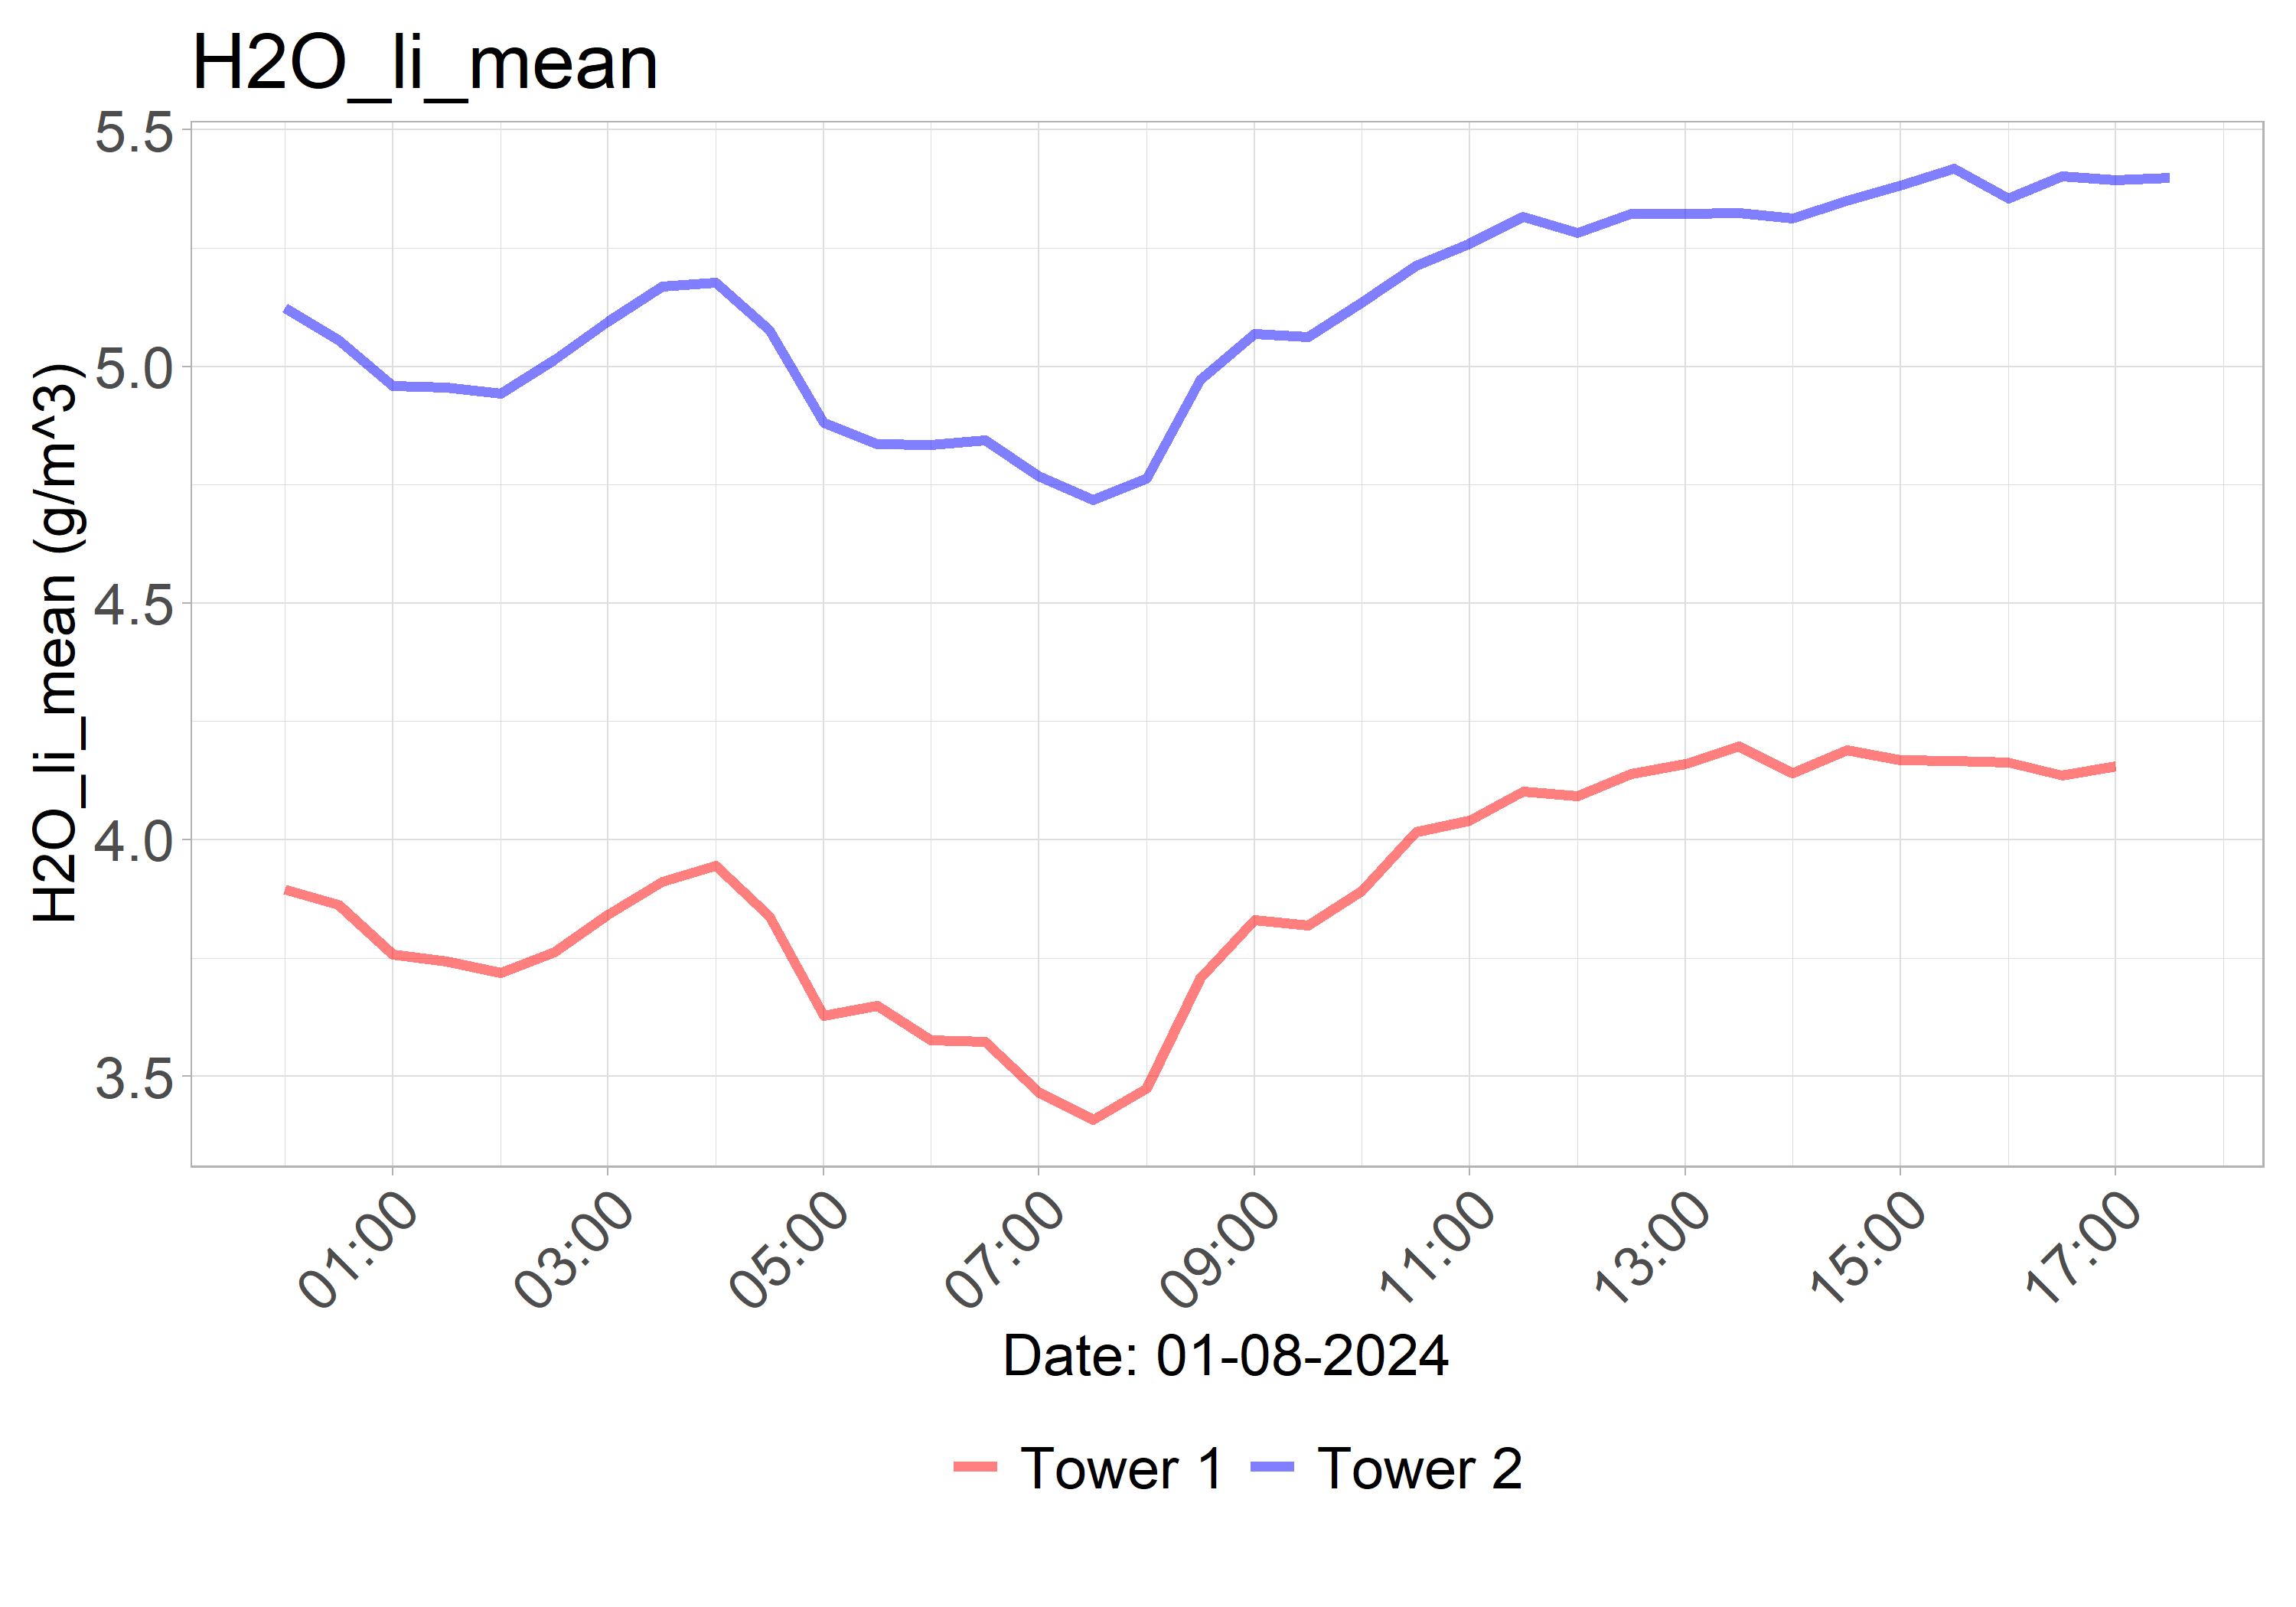 H2O_li_mean
H2O_li_mean (g/m^3)
5.5
5.0
4.5
4.0
3.5
01:00 03:00 05:00 07:00 09:00 11:00 13:00 15:00 17:00
Date: 01-08-2024
Tower 1 Tower 2